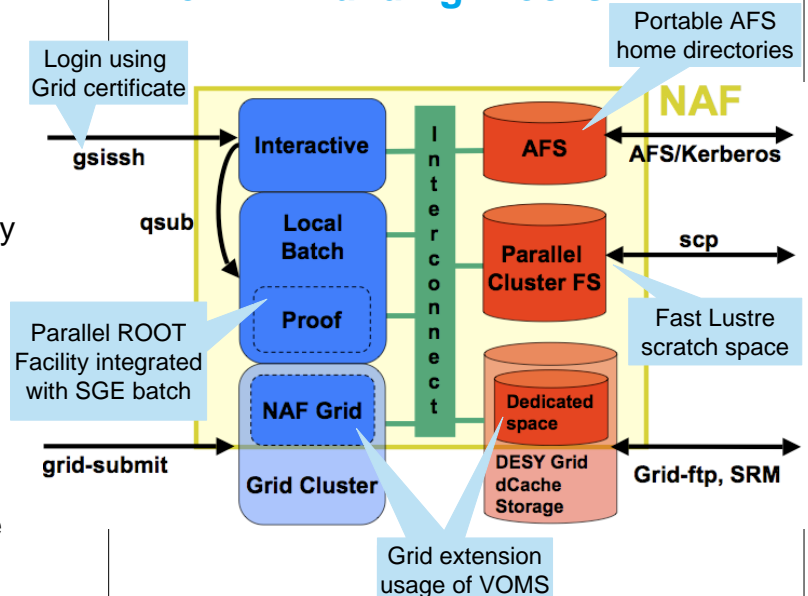 Portable AFS
home directories
Login using
Grid certificate
NAF
gsissh
Interactive
AFS
AFS/Kerberos
qsub
y
Local
Batch
Interconnect
Parallel
Cluster FS
scp
Proof
Parallel ROOT
Facility integrated
with SGE batch
Fast Lustre
scratch space
NAF Grid
Dedicated
space
grid-submit
Grid Cluster
DESY Grid
dCache
Storage
Grid-ftp, SRM
Grid extension
usage of VOMS